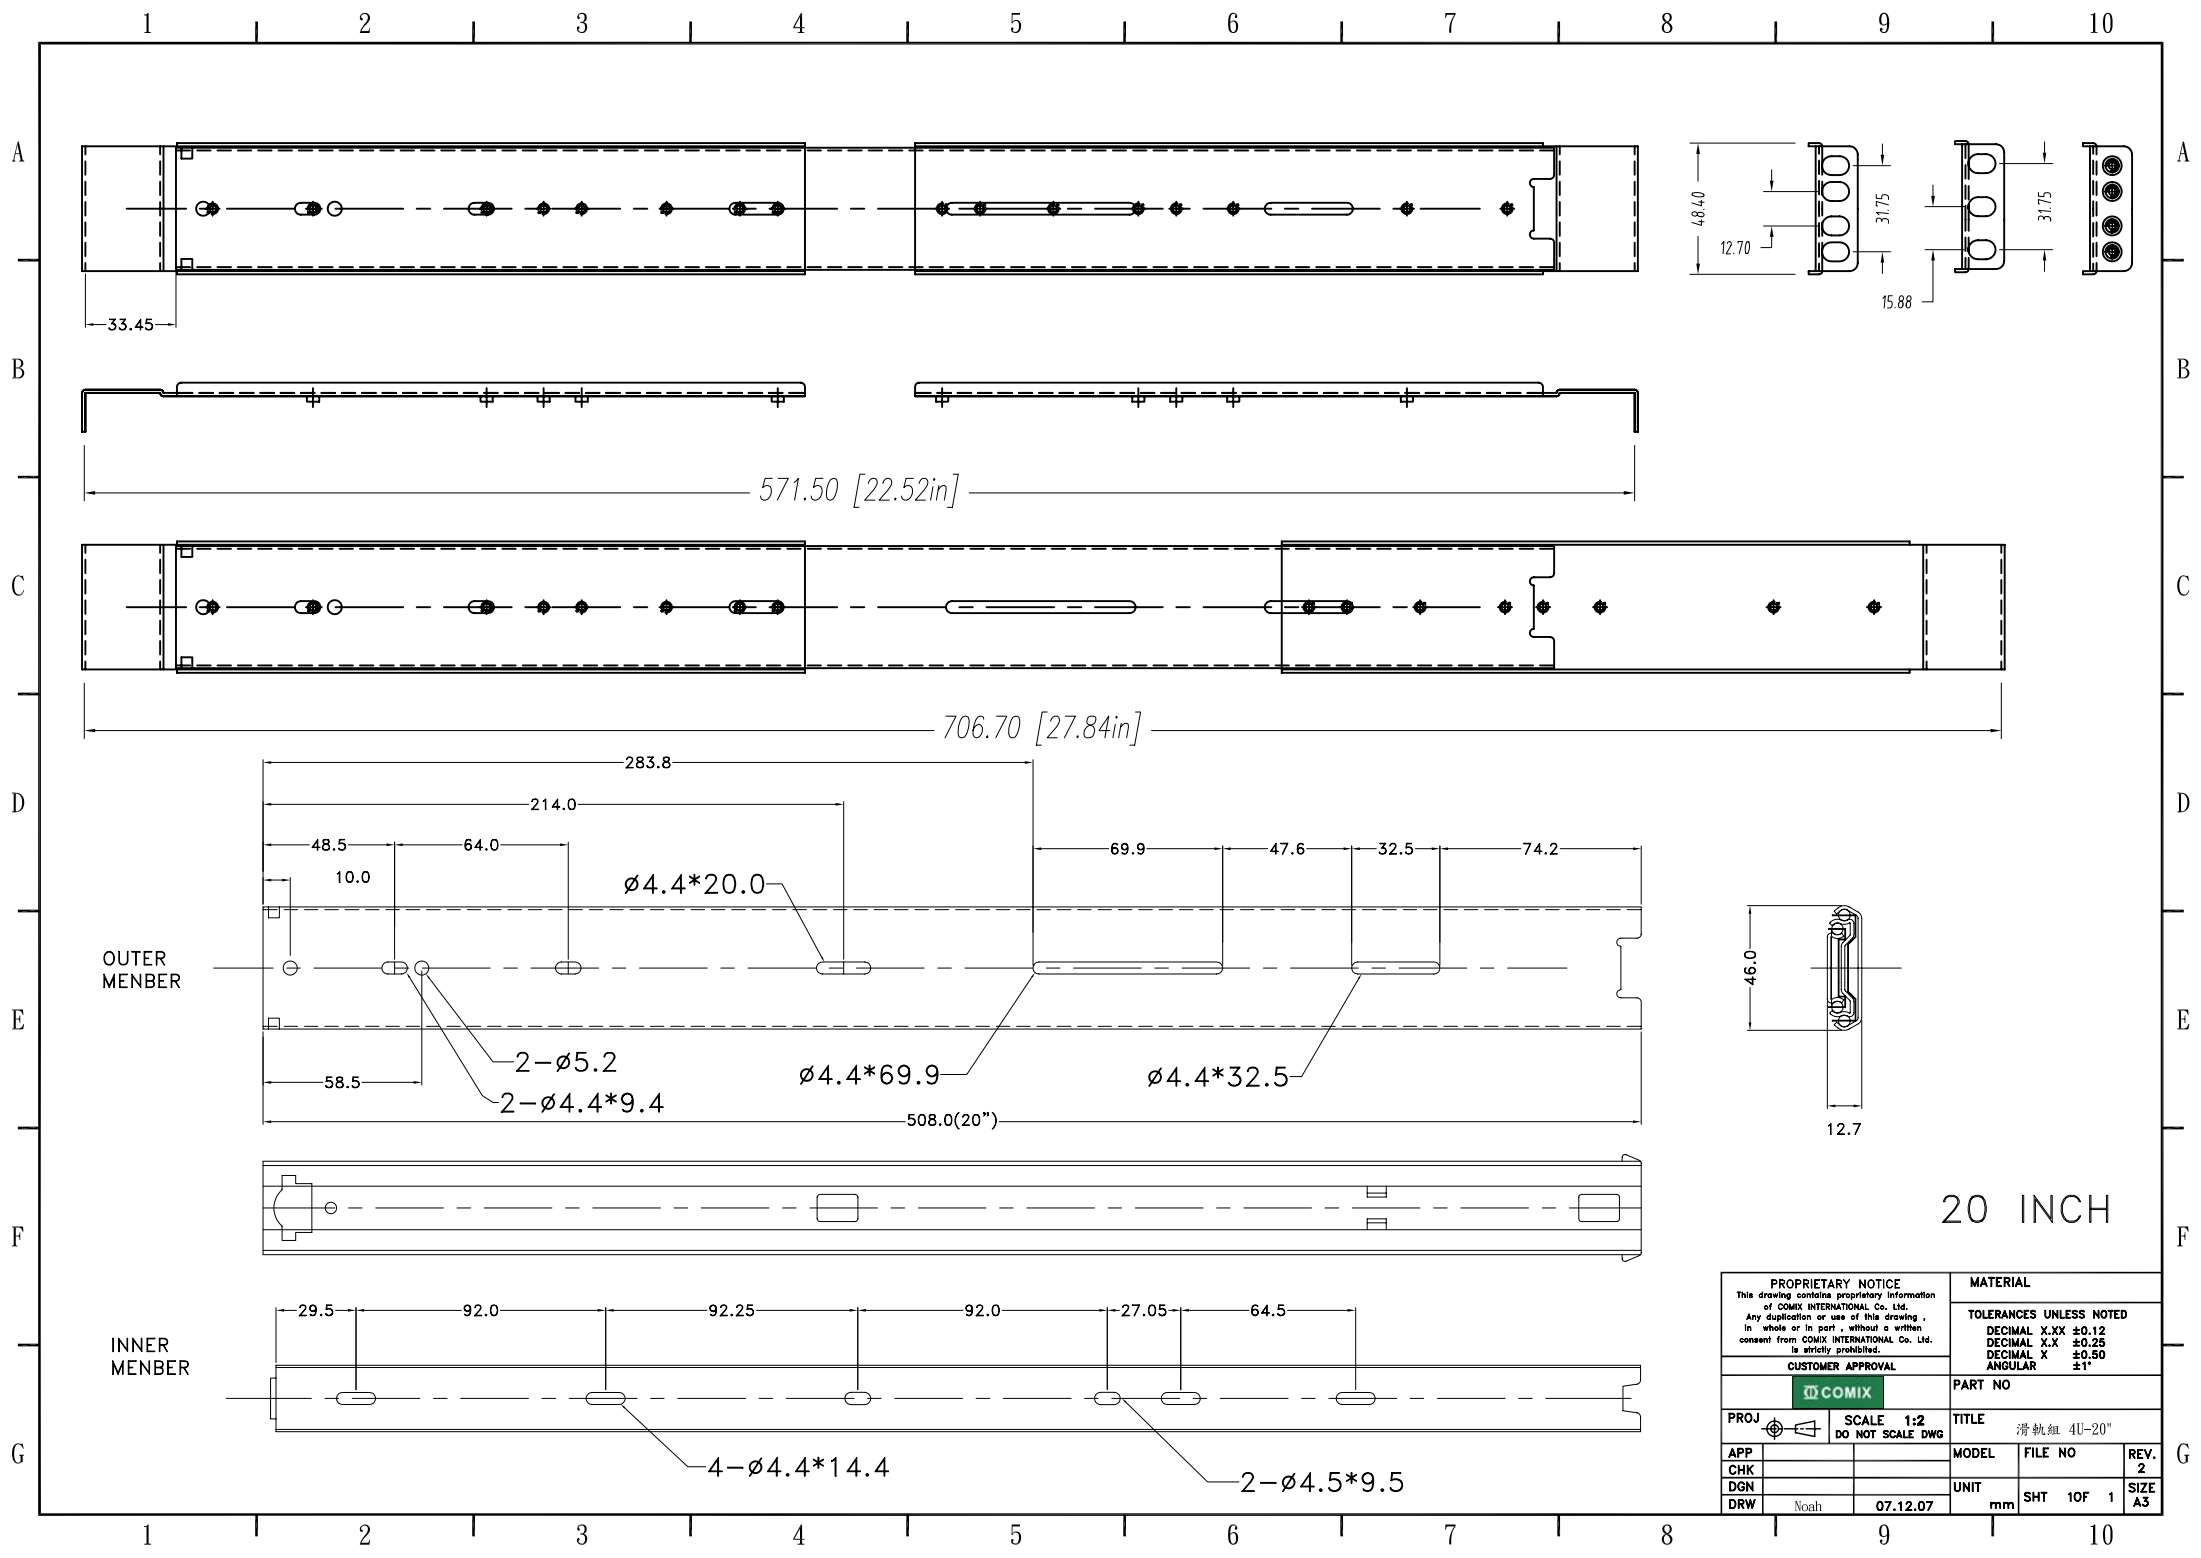 1 2 3 4 5 6 7 8 9 10
A A
48.40
12.70
31.75
31.75
15.88
33.45
B B
571.50 [22.52in]
C C
706.70 [27.84in]
283.8
D D
214.0
48.5 64.0 69.9 47.6 32.5 74.2
10.0
ø4.4*20.0
OUTER
MENBER
46.0
E E
2-ø5.2
58.5
ø4.4*69.9
ø4.4*32.5
2-ø4.4*9.4
508.0(20")
12.7
20 INCH
F F
29.5 92.0 92.25 92.0 27.05 64.5
INNER
MENBER
G G
4-ø4.4*14.4
2-ø4.5*9.5
PROPRIETARY NOTICE
This drawing contains proprietary information
of COMIX INTERNATIONAL Co. Ltd.
Any duplication or use of this drawing ,
in whole or in part , without a written
consent from COMIX INTERNATIONAL Co. Ltd.
is strictly prohibited.
CUSTOMER APPROVAL
COMIX
MATERIAL
TOLERANCES UNLESS NOTED
DECIMAL X.XX ±0.12
DECIMAL X.X ±0.25
DECIMAL X ±0.50
ANGULAR ±1°
PART NO
PROJ
SCALE 1:2
DO NOT SCALE DWG
TITLE
滑軌組 4U-20"
APP
CHK
DGN
DRW Noah 07.12.07
MODEL
FILE NO
REV.
2
UNIT
mm
SHT 1OF 1
SIZE
A3
1 2 3 4 5 6 7 8 9 10